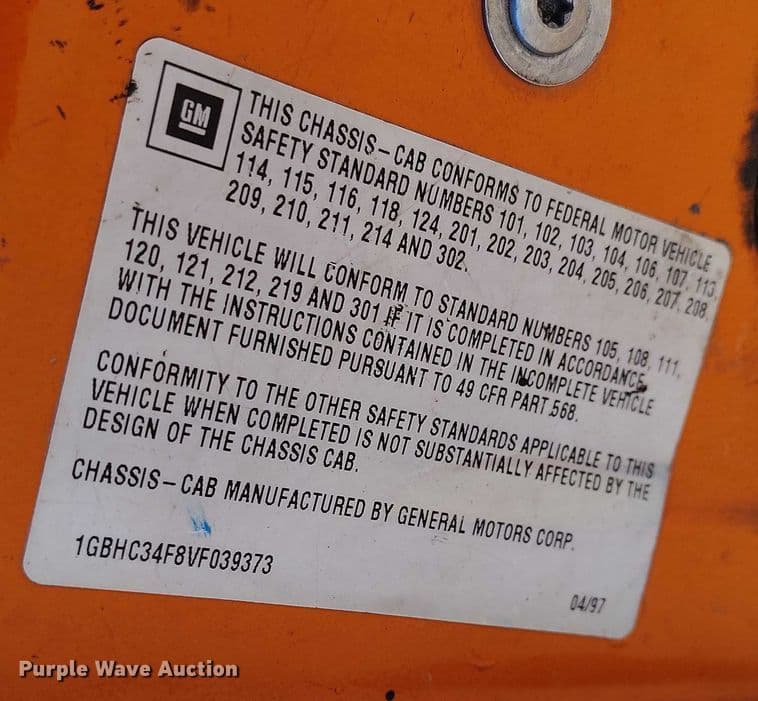 GM
THIS CHASSIS-CAB CONFORMS TO FEDERAL MOTOR VEHICLE
SAFETY STANDARD NUMBERS 101, 102, 103, 104, 106, 107, 113,
114, 115, 116, 118, 124, 201, 202, 203, 204, 205, 206, 207, 208,
209, 210, 211, 214 AND 302.
THIS VEHICLE WILL CONFORM TO STANDARD NUMBERS 105, 108, 111,
120, 121, 212, 219 AND 301 IF IT IS COMPLETED IN ACCORDANCE
WITH THE INSTRUCTIONS CONTAINED IN THE INCOMPLETE VEHICLE
DOCUMENT FURNISHED PURSUANT TO 49 CFR PART 568.
CONFORMITY TO THE OTHER SAFETY STANDARDS APPLICABLE TO THIS
VEHICLE WHEN COMPLETED IS NOT SUBSTANTIALLY AFFECTED BY THE
DESIGN OF THE CHASSIS CAB.
CHASSIS-CAB MANUFACTURED BY GENERAL MOTORS CORP.
1GBHC34F8VF039373
04/97
Purple Wave Auction